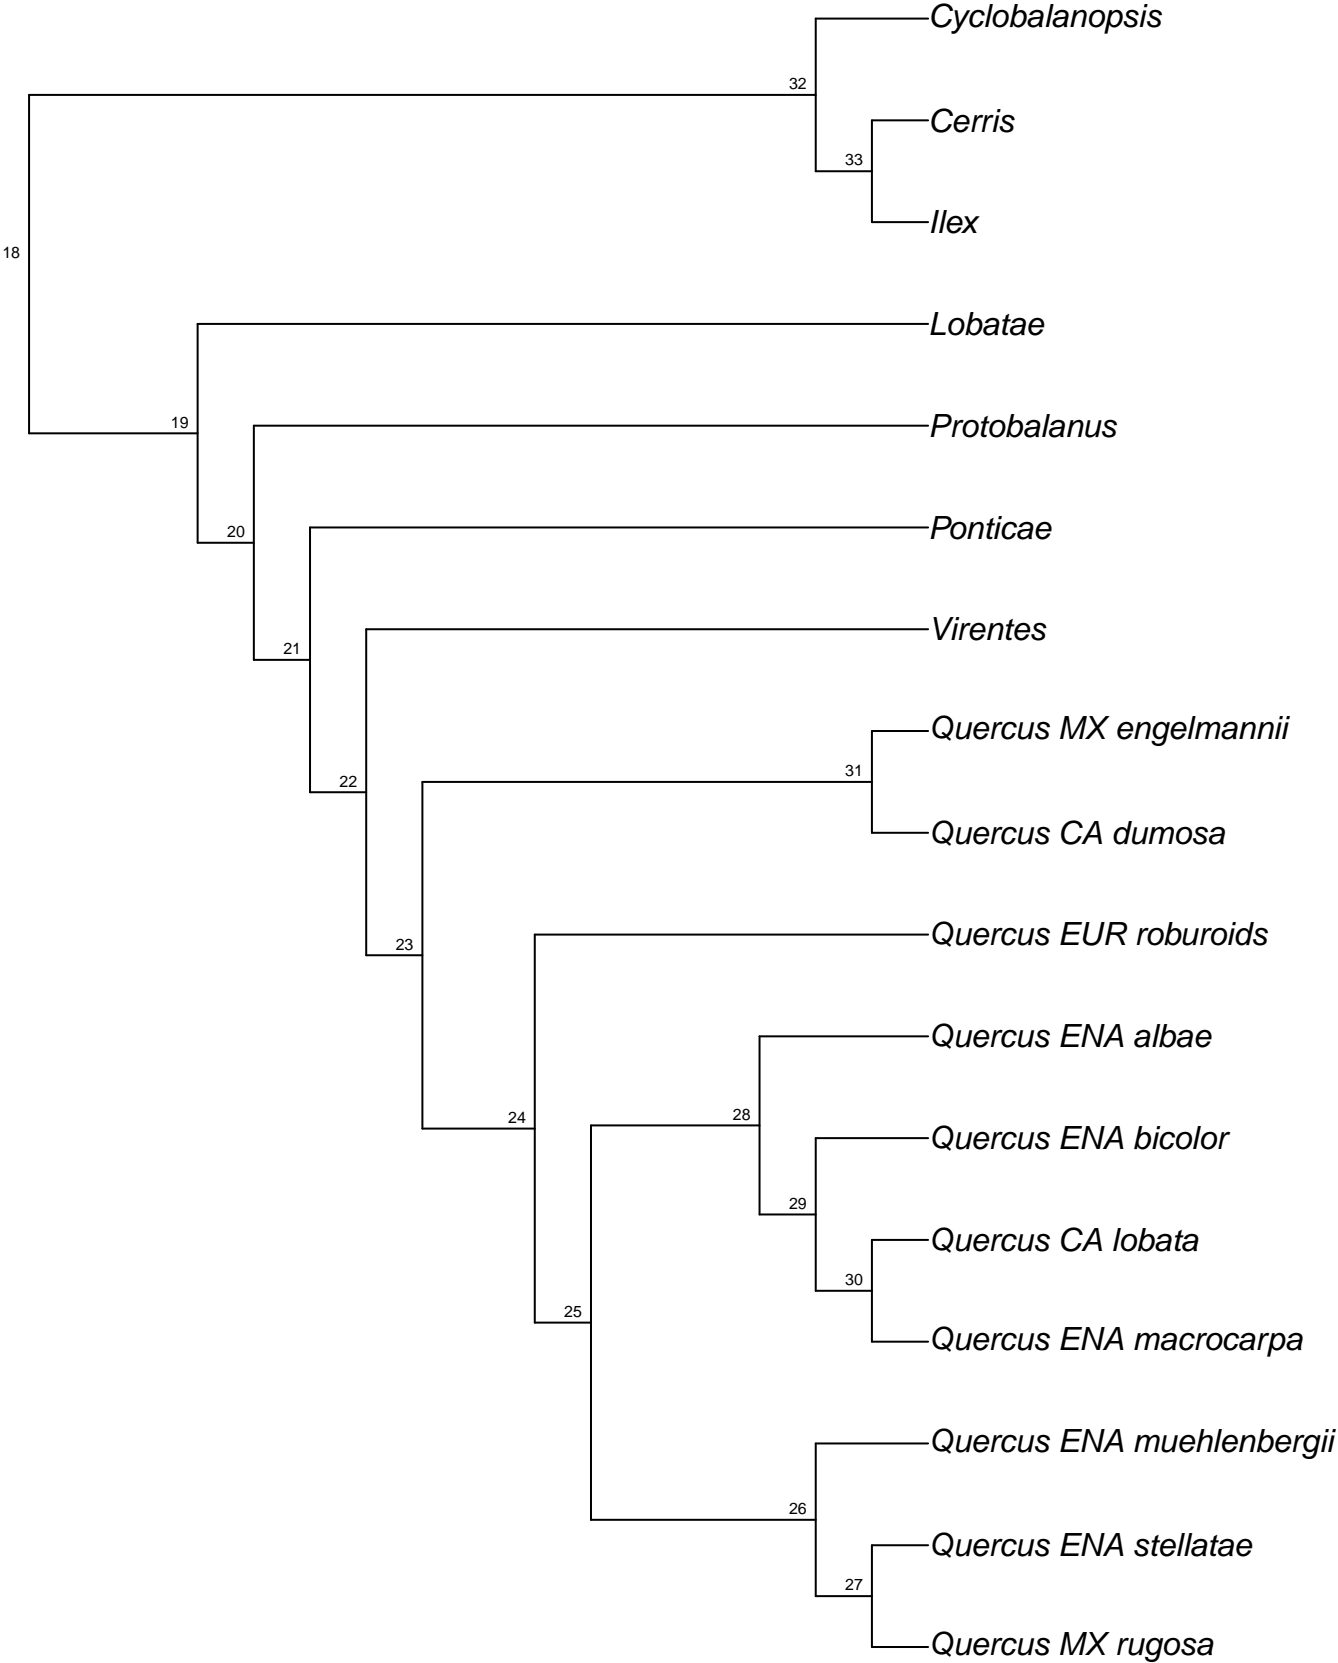 Cyclobalanopsis
32
Cerris
33
Ilex
18
Lobatae
19
Protobalanus
20
Ponticae
21
Virentes
Quercus MX engelmannii
31
22
Quercus CA dumosa
Quercus EUR roburoids
23
Quercus ENA albae
28
24
Quercus ENA bicolor
29
Quercus CA lobata
30
25
Quercus ENA macrocarpa
Quercus ENA muehlenbergii
26
Quercus ENA stellatae
27
Quercus MX rugosa